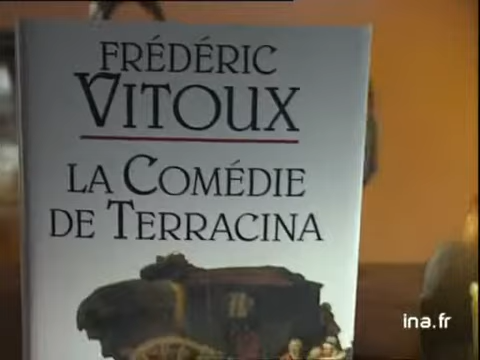 FRÉDÉRIC
VITOUX
LA COMÉDIE
DE TERRACINA
ina.fr